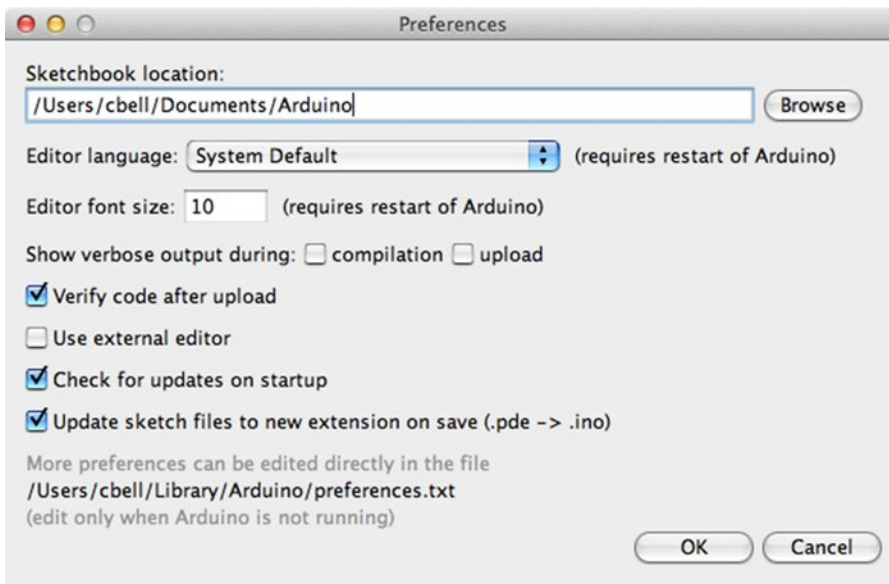 Preferences
Sketchbook location:
/Users/cbell/Documents/Arduino
Browse
Editor language: System Default (requires restart of Arduino)
Editor font size: 10 (requires restart of Arduino)
Show verbose output during: compilation upload
Verify code after upload
Use external editor
Check for updates on startup
Update sketch files to new extension on save (.pde -> .ino)
More preferences can be edited directly in the file
/Users/cbell/Library/Arduino/preferences.txt
(edit only when Arduino is not running)
OK Cancel